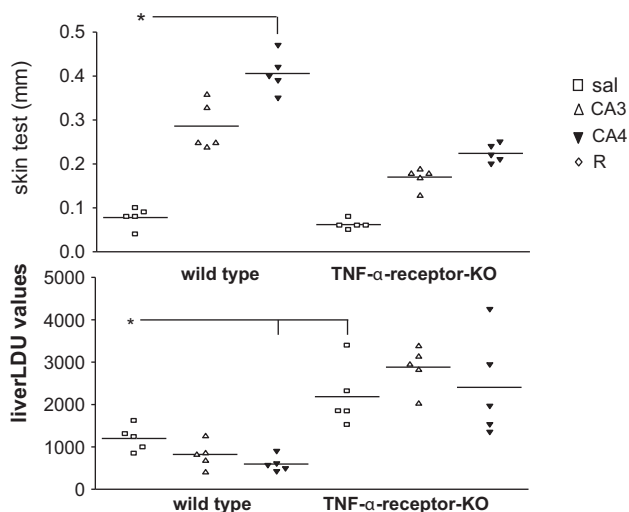 *
0.5
0.4
0.3
0.2
0.1
0.0
skin test (mm)
wild type TNF-α-receptor-KO
sal
CA3
CA4
R
5000
4000
3000
2000
1000
0
liverLDU values
*
wild type TNF-α-receptor-KO